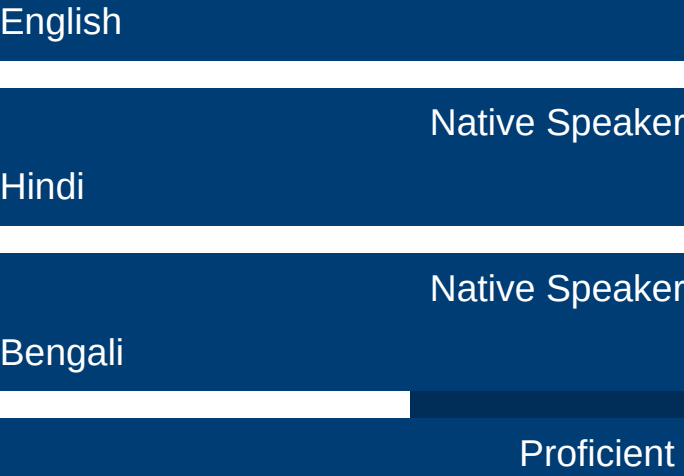 English
Native Speaker
Hindi
Native Speaker
Bengali
Proficient